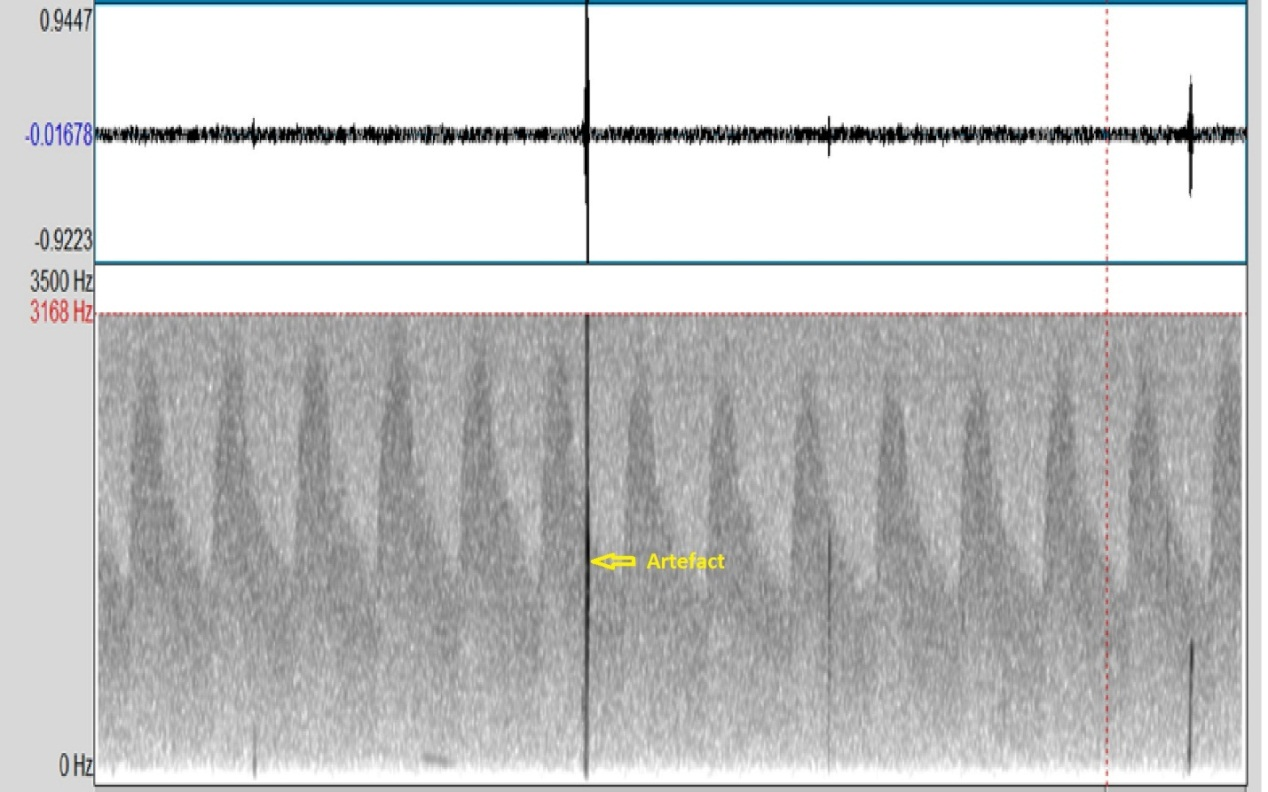 0.9447
-0.01678
-0.9223
3500 Hz
3168 Hz
Artefact
0 Hz